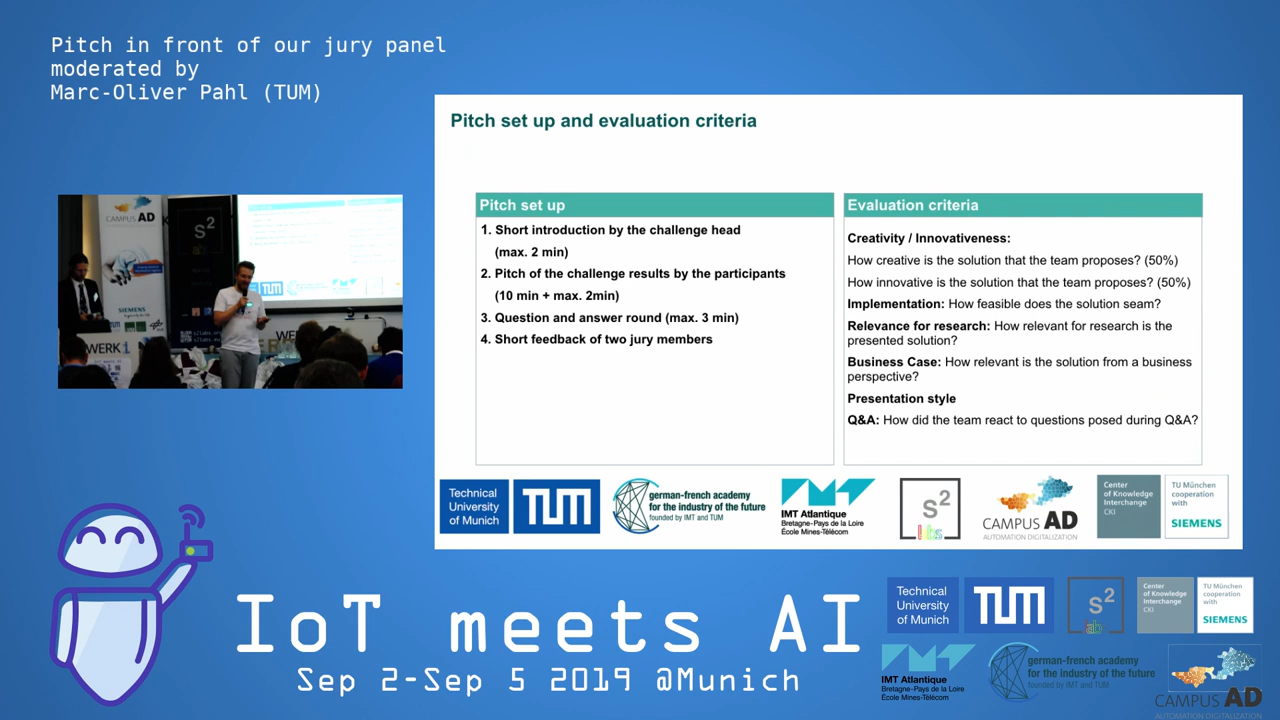 Pitch in front of our jury panel
moderated by
Marc-Oliver Pahl (TUM)
Pitch set up and evaluation criteria
Pitch set up
1. Short introduction by the challenge head
(max. 2 min)
2. Pitch of the challenge results by the participants
(10 min + max. 2min)
3. Question and answer round (max. 3 min)
4. Short feedback of two jury members
Evaluation criteria
Creativity / Innovativeness:
How creative is the solution that the team proposes? (50%)
How innovative is the solution that the team proposes? (50%)
Implementation: How feasible does the solution seam?
Relevance for research: How relevant for research is the
presented solution?
Business Case: How relevant is the solution from a business
perspective?
Presentation style
Q&A: How did the team react to questions posed during Q&A?
CAMPUS AD
S2
SIEMENS
TUM
DLR
WERK1
Technical
University
of Munich
TUM
german-french academy
for the industry of the future
founded by IMT and TUM
IMT Atlantique
Bretagne-Pays de la Loire
École Mines-Télécom
S2
labs
CAMPUS AD
AUTOMATION DIGITALIZATION
Center
of Knowledge
Interchange
CKI
TU München
cooperation
with
SIEMENS
IoT meets AI
Sep 2-Sep 5 2019 @Munich
Technical
University
of Munich
TUM
S2
lab
Center
of Knowledge
Interchange
CKI
TU München
cooperation
with
SIEMENS
IMT Atlantique
Bretagne-Pays de la Loire
École Mines-Télécom
german-french academy
for the industry of the future
founded by IMT and TUM
CAMPUS AD
AUTOMATION DIGITALIZATION